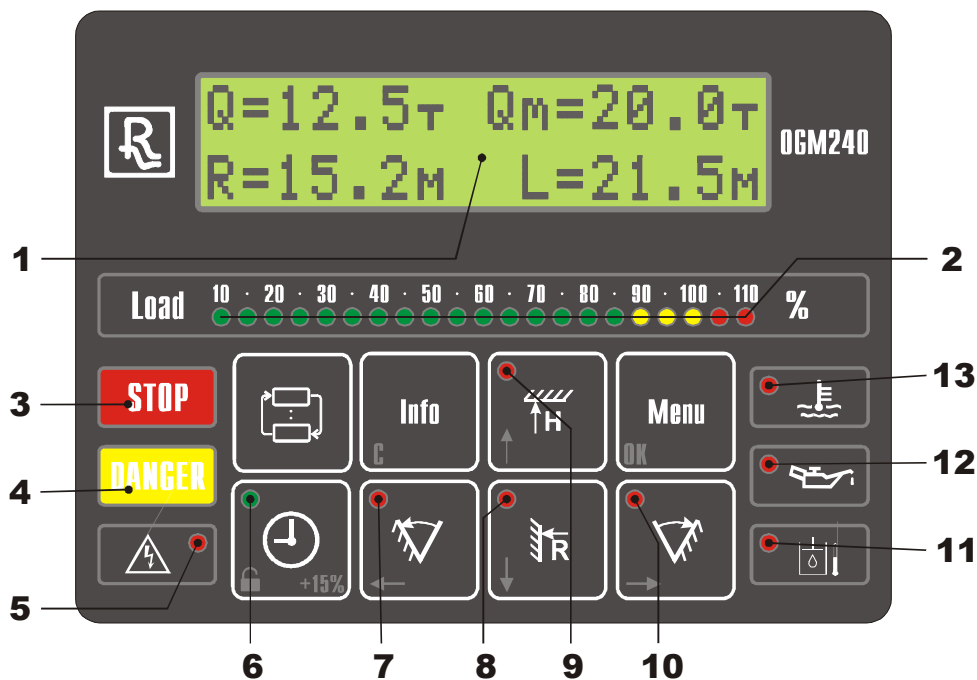 Q=12.5т Qм=20.0т
R=15.2м L=21.5м
R
OGM240
1
2
Load 10 · 20 · 30 · 40 · 50 · 60 · 70 · 80 · 90 · 100 · 110 %
STOP
3
Info
C
H
Menu
OK
13
DANGER
4
12
+15%
R
11
5
6
7
8
9
10